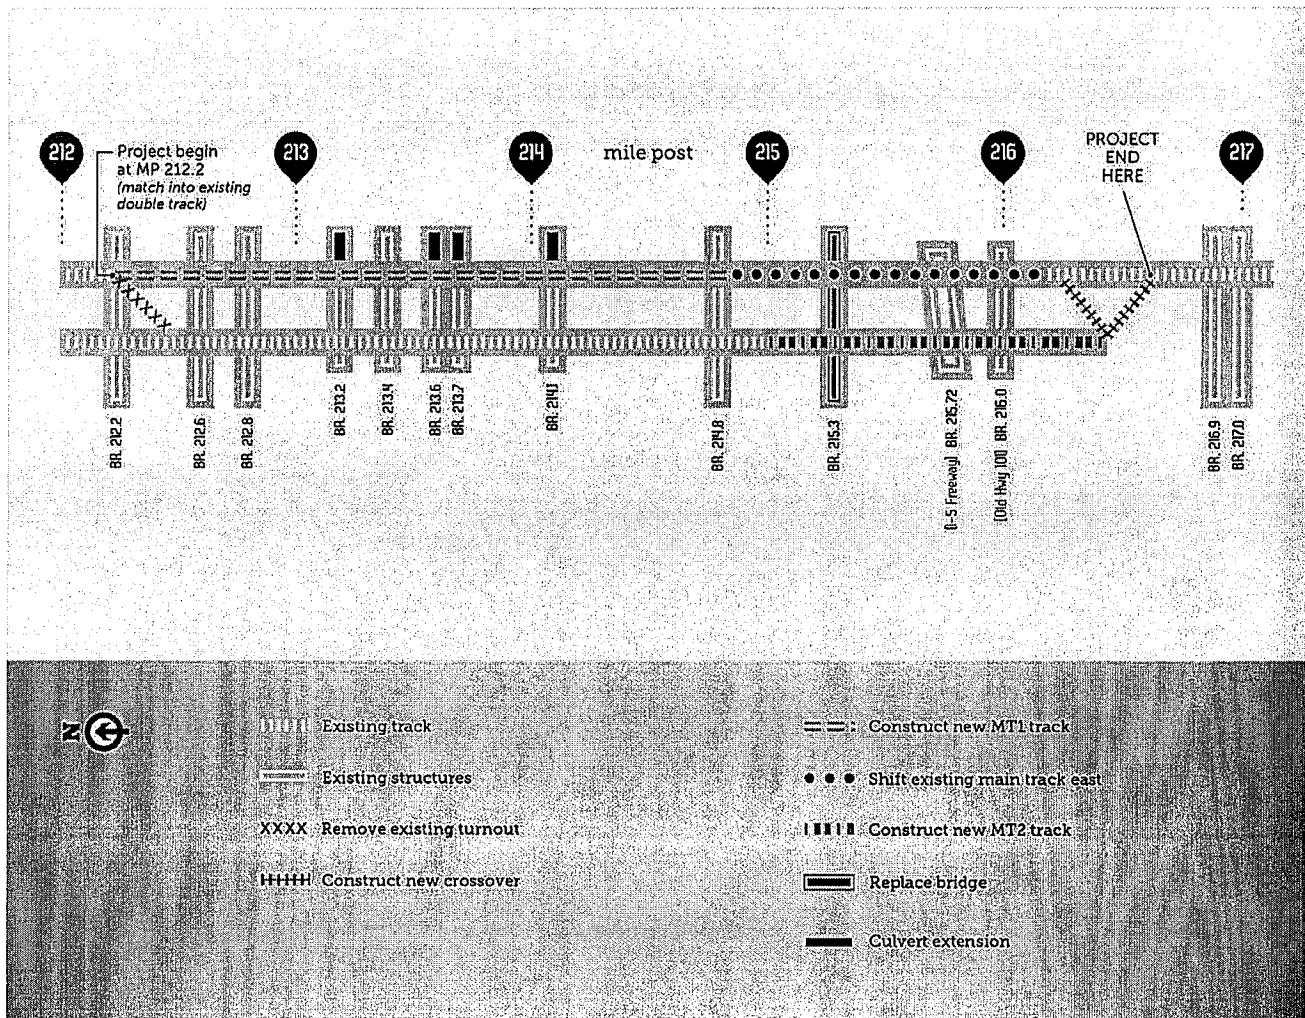 212
213
214
mile post
215
216
PROJECT
END
HERE
217
Project begin
at MP 212.2
(match into existing
double track)
BR. 212.2
BR. 212.6
BR. 212.8
BR. 213.2
BR. 213.4
BR. 213.6
BR. 213.7
BR. 214.1
BR. 214.8
BR. 215.3
(I-5 Freeway) BR. 215.72
(Old Hwy 101) BR. 216.0
BR. 216.9
BR. 217.0
N
Existing track
Existing structures
XXXX Remove existing turnout
Construct new crossover
Construct new MT1 track
Shift existing main track east
Construct new MT2 track
Replace bridge
Culvert extension